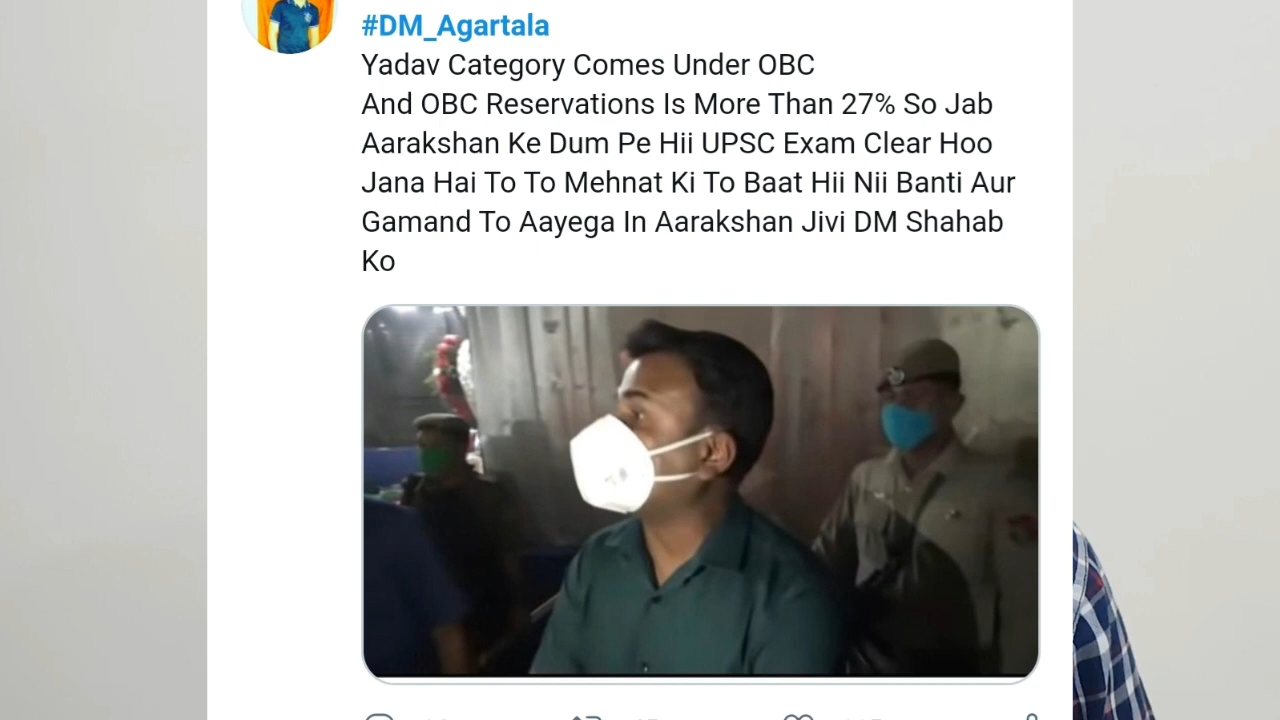 #DM_Agartala
Yadav Category Comes Under OBC
And OBC Reservations Is More Than 27% So Jab
Aarakshan Ke Dum Pe Hii UPSC Exam Clear Hoo
Jana Hai To To Mehnat Ki To Baat Hii Nii Banti Aur
Gamand To Aayega In Aarakshan Jivi DM Shahab
Ko